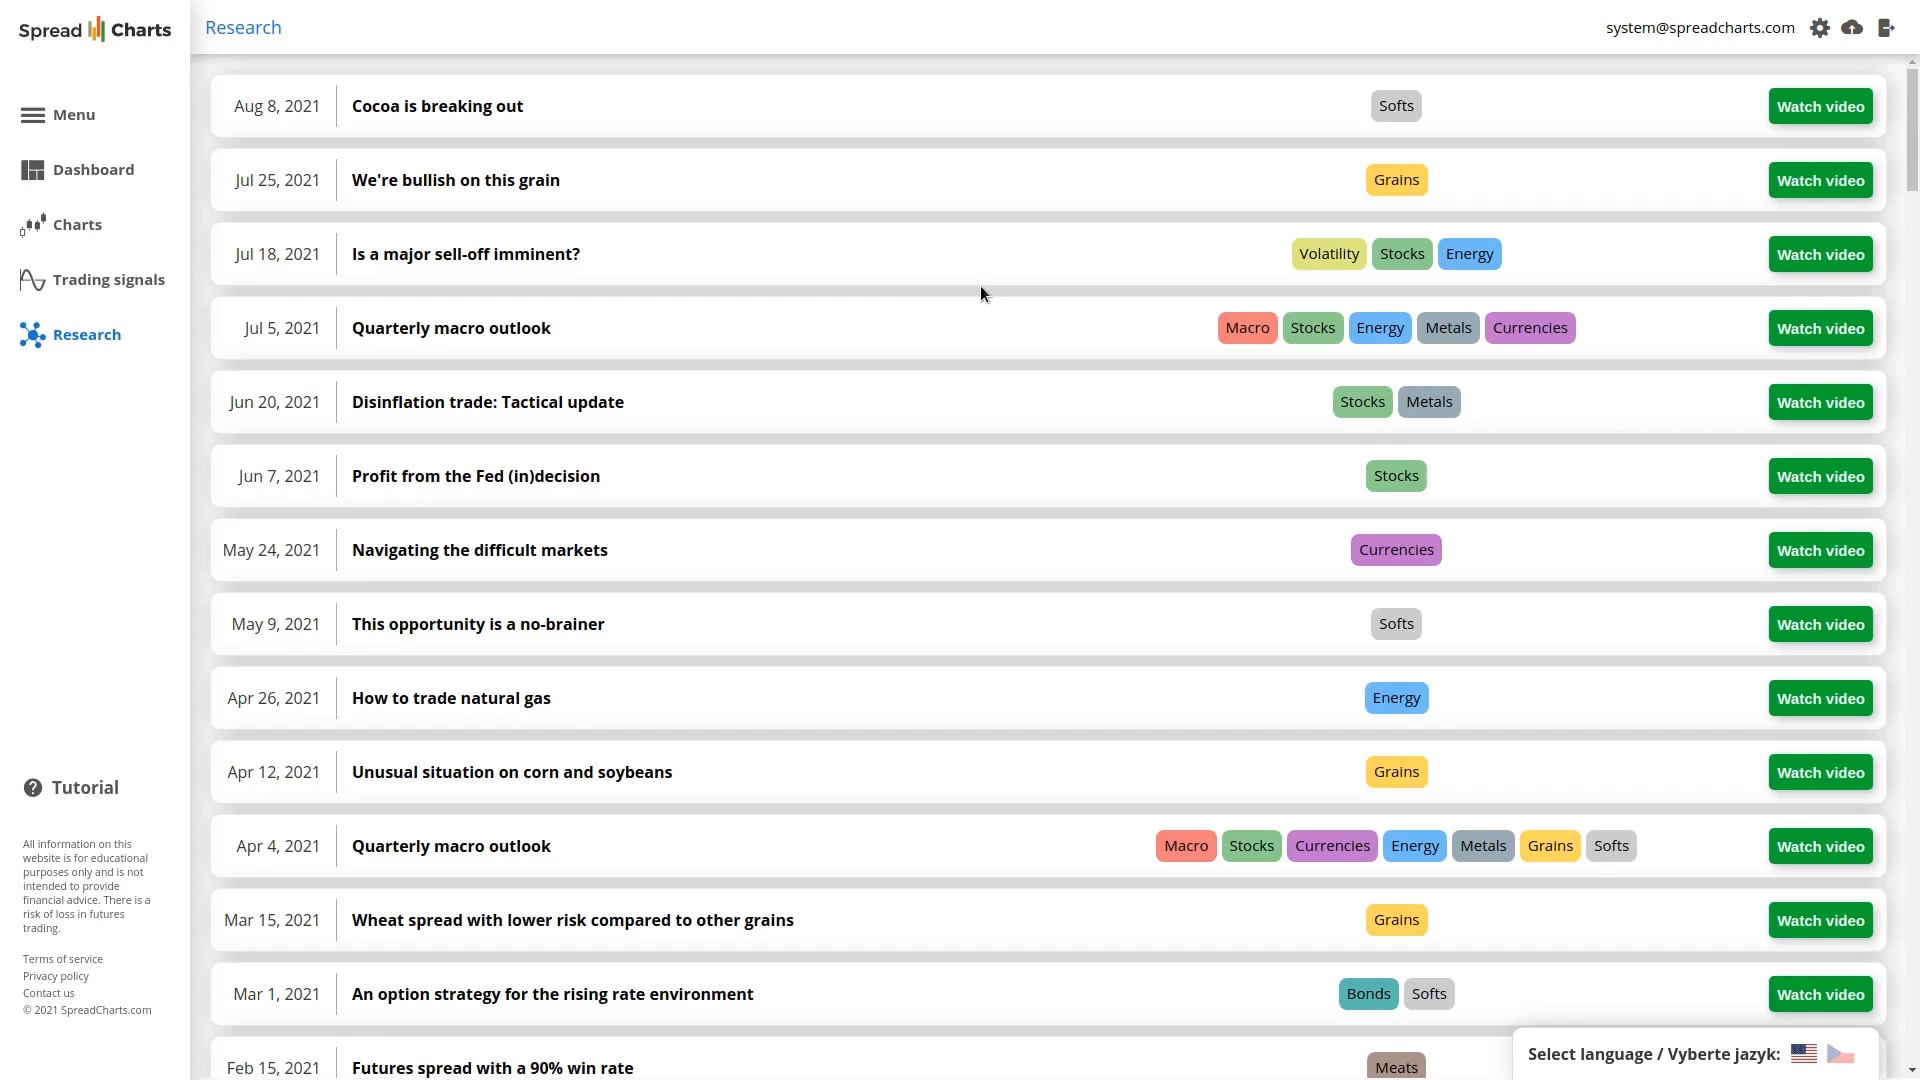 Spread Charts
Research
system@spreadcharts.com
Menu
Dashboard
Charts
Trading signals
Research
Aug 8, 2021 Cocoa is breaking out Softs Watch video
Jul 25, 2021 We're bullish on this grain Grains Watch video
Jul 18, 2021 Is a major sell-off imminent? Volatility Stocks Energy Watch video
Jul 5, 2021 Quarterly macro outlook Macro Stocks Energy Metals Currencies Watch video
Jun 20, 2021 Disinflation trade: Tactical update Stocks Metals Watch video
Jun 7, 2021 Profit from the Fed (in)decision Stocks Watch video
May 24, 2021 Navigating the difficult markets Currencies Watch video
May 9, 2021 This opportunity is a no-brainer Softs Watch video
Apr 26, 2021 How to trade natural gas Energy Watch video
Apr 12, 2021 Unusual situation on corn and soybeans Grains Watch video
Apr 4, 2021 Quarterly macro outlook Macro Stocks Currencies Energy Metals Grains Softs Watch video
Mar 15, 2021 Wheat spread with lower risk compared to other grains Grains Watch video
Mar 1, 2021 An option strategy for the rising rate environment Bonds Softs Watch video
Feb 15, 2021 Futures spread with a 90% win rate Meats
Tutorial
All information on this
website is for educational
purposes only and is not
intended to provide
financial advice. There is a
risk of loss in futures
trading.
Terms of service
Privacy policy
Contact us
© 2021 SpreadCharts.com
Select language / Vyberte jazyk: